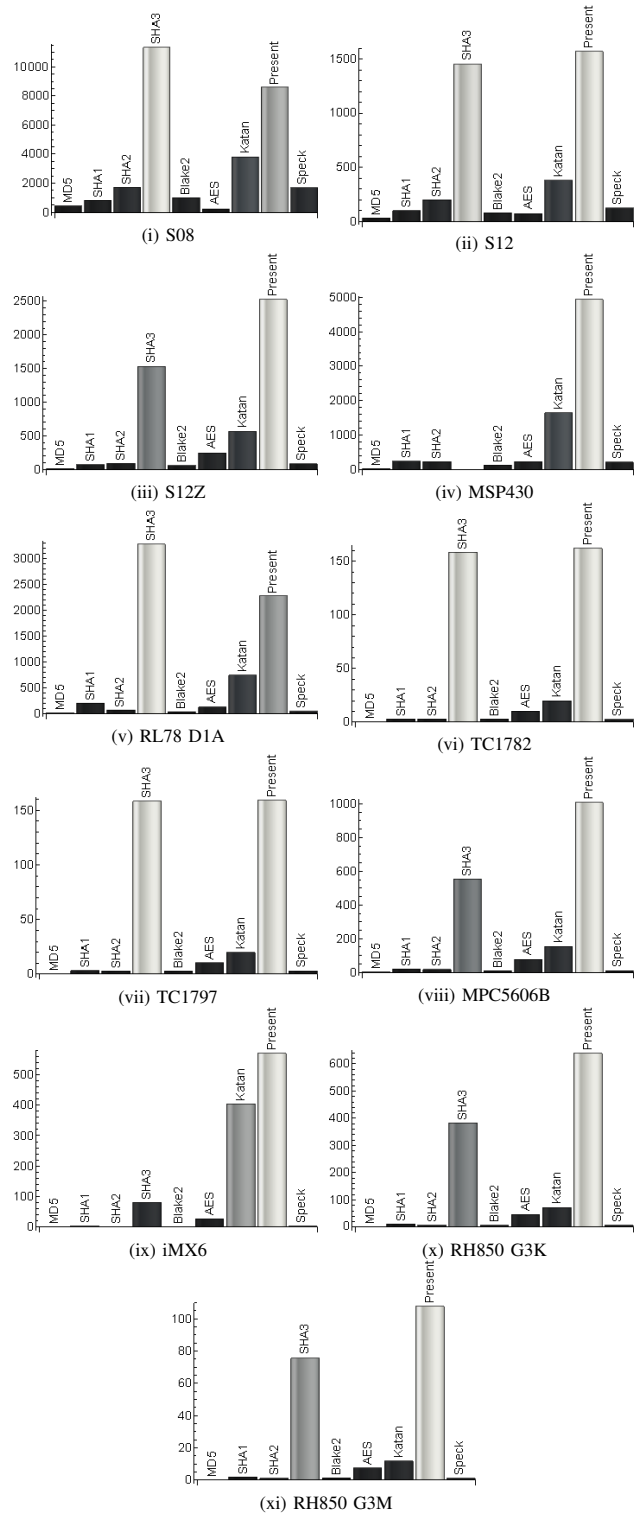 10000
8000
6000
4000
2000
0
MD5
SHA1
SHA2
SHA3
Blake2
AES
Katan
Present
Speck
(i) S08
1500
1000
500
0
MD5
SHA1
SHA2
SHA3
Blake2
AES
Katan
Present
Speck
(ii) S12
2500
2000
1500
1000
500
0
MD5
SHA1
SHA2
SHA3
Blake2
AES
Katan
Present
Speck
(iii) S12Z
5000
4000
3000
2000
1000
0
MD5
SHA1
SHA2
Blake2
AES
Katan
Present
Speck
(iv) MSP430
3000
2500
2000
1500
1000
500
0
MD5
SHA1
SHA2
SHA3
Blake2
AES
Katan
Present
Speck
(v) RL78 D1A
150
100
50
0
MD5
SHA1
SHA2
SHA3
Blake2
AES
Katan
Present
Speck
(vi) TC1782
150
100
50
0
MD5
SHA1
SHA2
SHA3
Blake2
AES
Katan
Present
Speck
(vii) TC1797
1000
800
600
400
200
0
MD5
SHA1
SHA2
SHA3
Blake2
AES
Katan
Present
Speck
(viii) MPC5606B
500
400
300
200
100
0
MD5
SHA1
SHA2
SHA3
Blake2
AES
Katan
Present
Speck
(ix) iMX6
600
500
400
300
200
100
0
MD5
SHA1
SHA2
SHA3
Blake2
AES
Katan
Present
Speck
(x) RH850 G3K
100
80
60
40
20
0
MD5
SHA1
SHA2
SHA3
Blake2
AES
Katan
Present
Speck
(xi) RH850 G3M